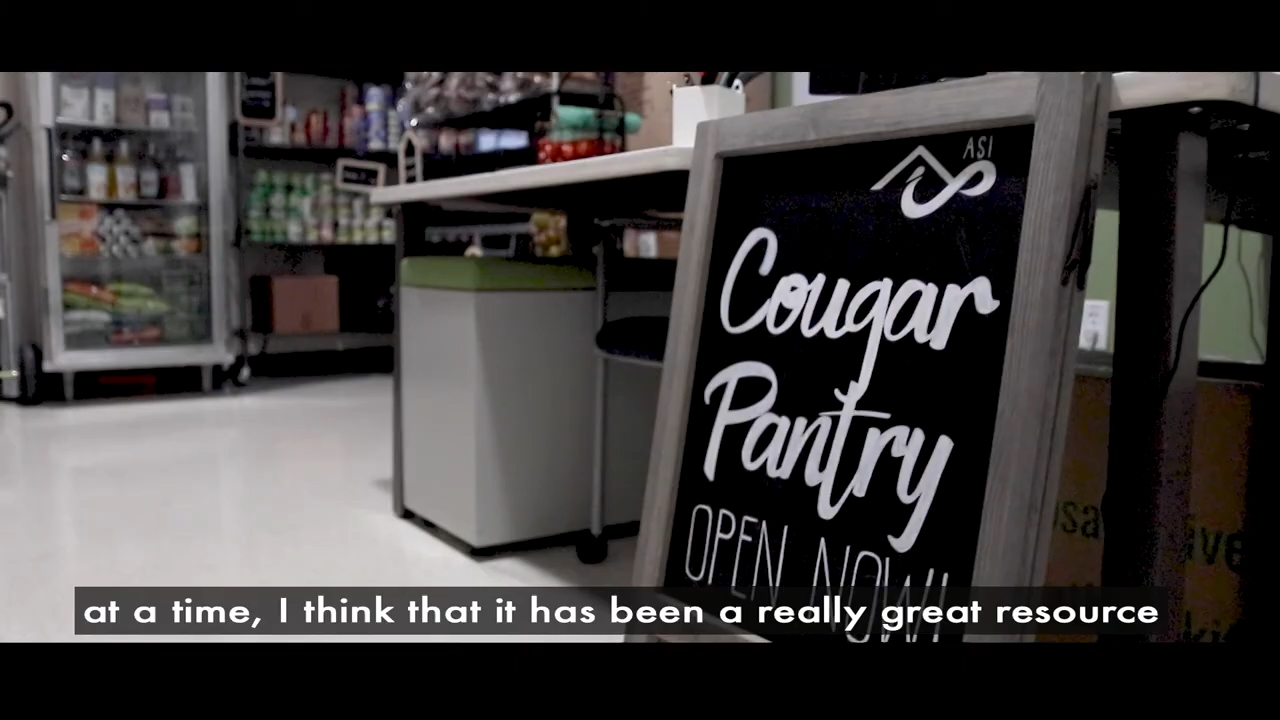 ASI
Cougar
Pantry
OPEN NOW!
at a time, I think that it has been a really great resource